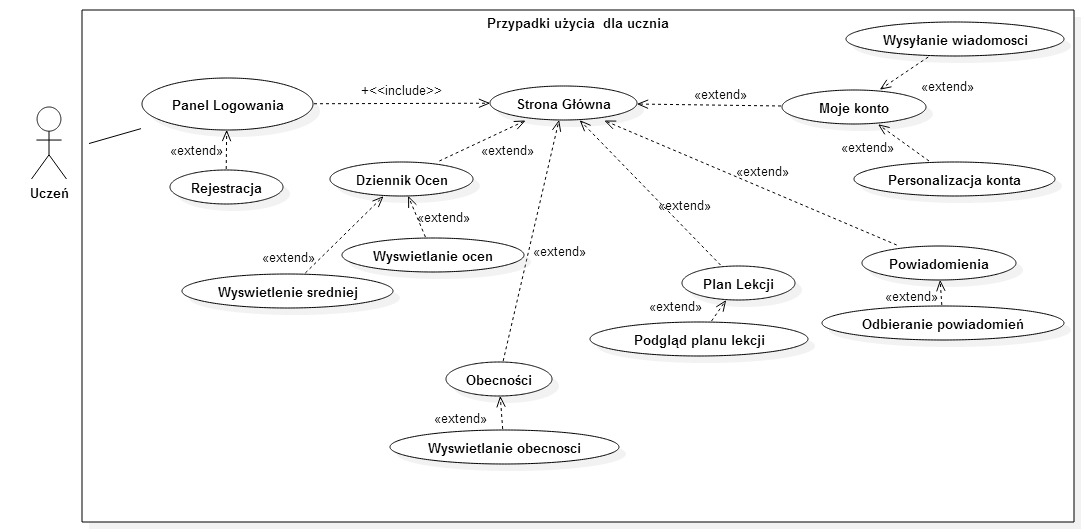 Przypadki użycia dla ucznia
Wysyłanie wiadomosci
+<<include>>
«extend»
«extend»
Panel Logowania
Strona Główna
Moje konto
Uczeń
«extend»
«extend»
«extend»
Rejestracja
Dziennik Ocen
«extend»
Personalizacja konta
«extend»
«extend»
Wyswietlanie ocen
«extend»
«extend»
Wyswietlenie sredniej
Plan Lekcji
Powiadomienia
«extend»
«extend»
Podgląd planu lekcji
Odbieranie powiadomień
Obecności
«extend»
Wyswietlanie obecnosci